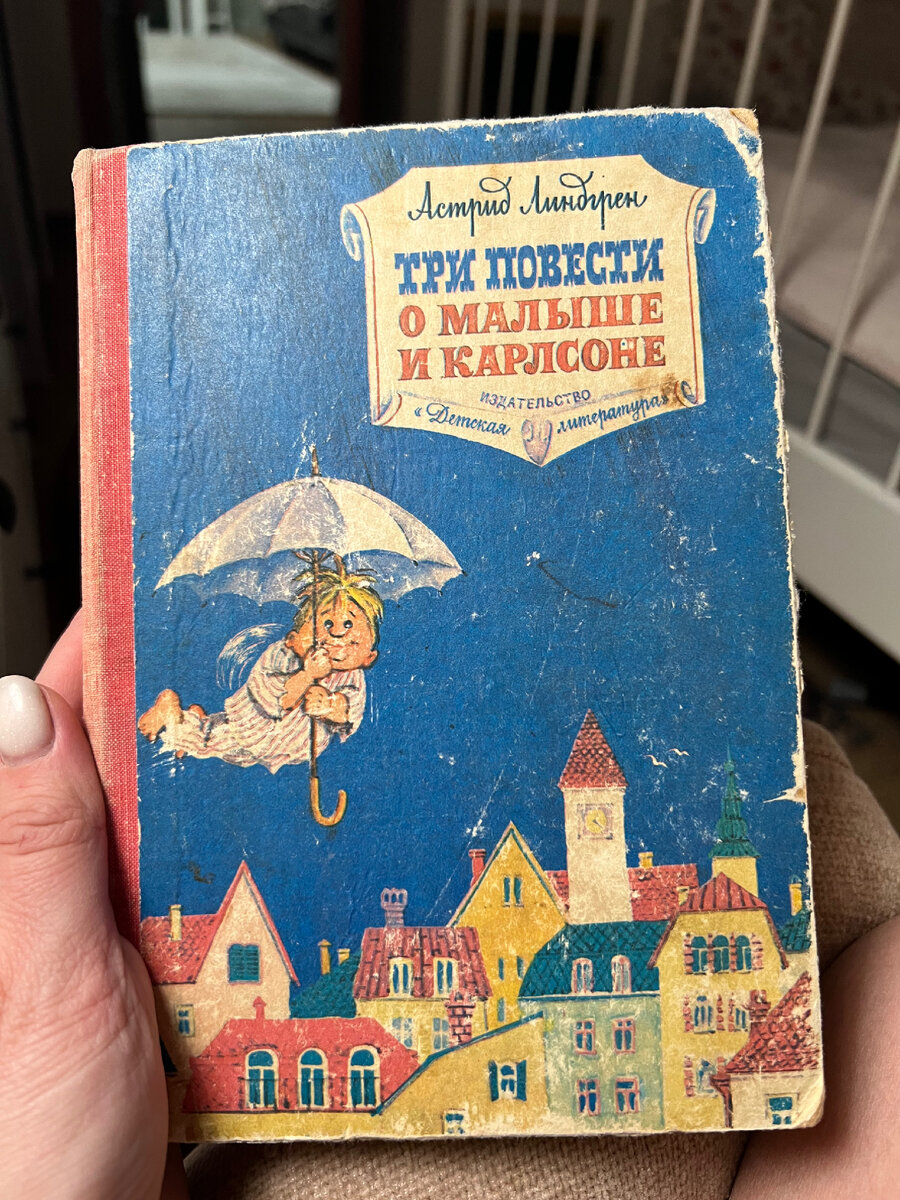 Астрид Линдгрен
ТРИ ПОВЕСТИ
О МАЛЫШЕ
И КАРЛСОНЕ
ИЗДАТЕЛЬСТВО
«Детская литература»